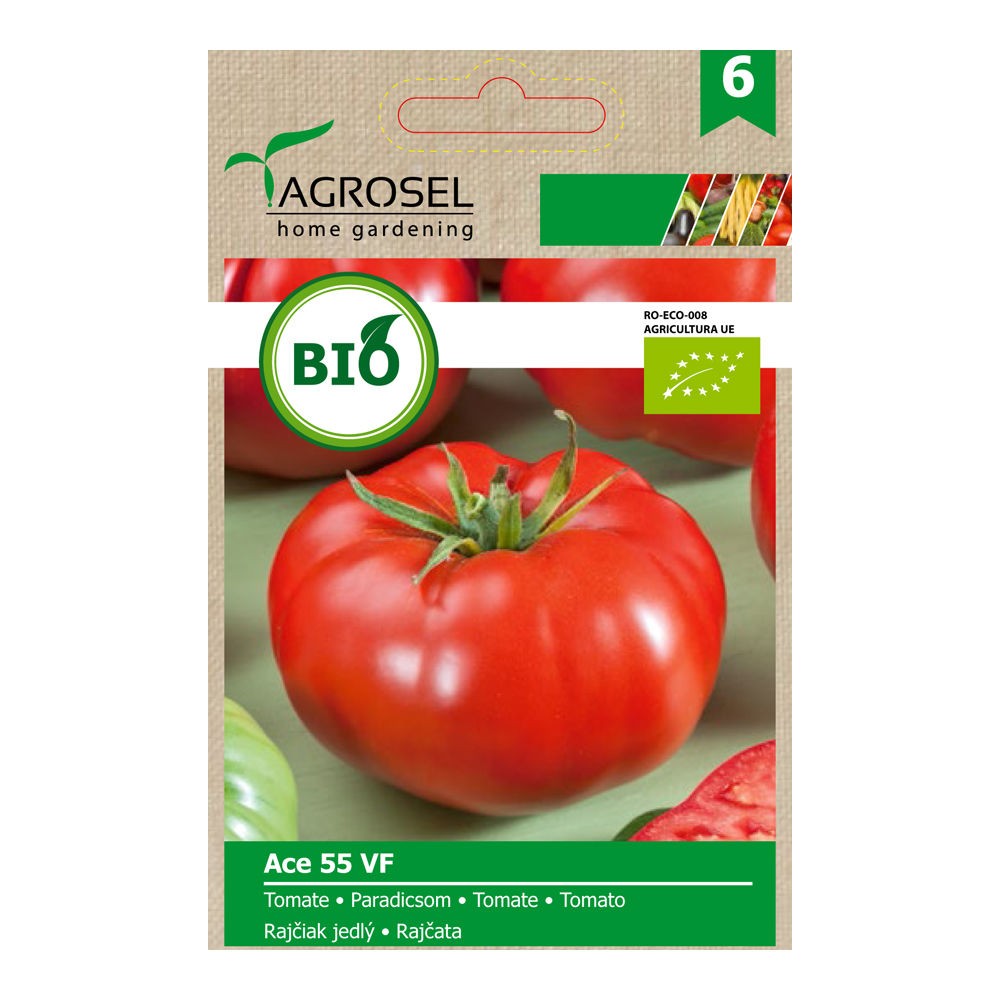 6
AGROSEL
home gardening
BIO
RO-ECO-008
AGRICULTURA UE
Ace 55 VF
Tomate • Paradicsom • Tomate • Tomato
Rajčiak jedlý • Rajčata